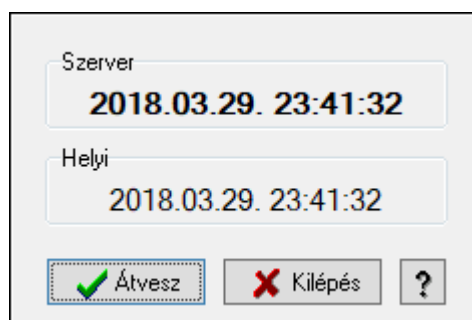 Szerver
2018.03.29. 23:41:32
Helyi
2018.03.29. 23:41:32
Átvesz Kilépés ?